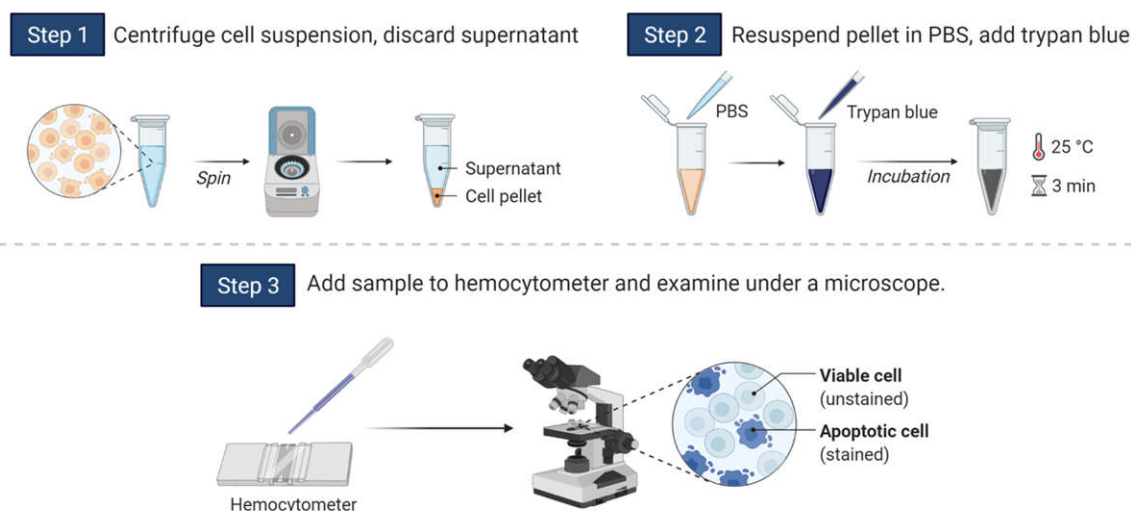 Step 1
Centrifuge cell suspension, discard supernatant
Spin
Supernatant
Cell pellet
Step 2
Resuspend pellet in PBS, add trypan blue
PBS
Trypan blue
Incubation
25 °C
3 min
Step 3
Add sample to hemocytometer and examine under a microscope.
Hemocytometer
Viable cell
(unstained)
Apoptotic cell
(stained)